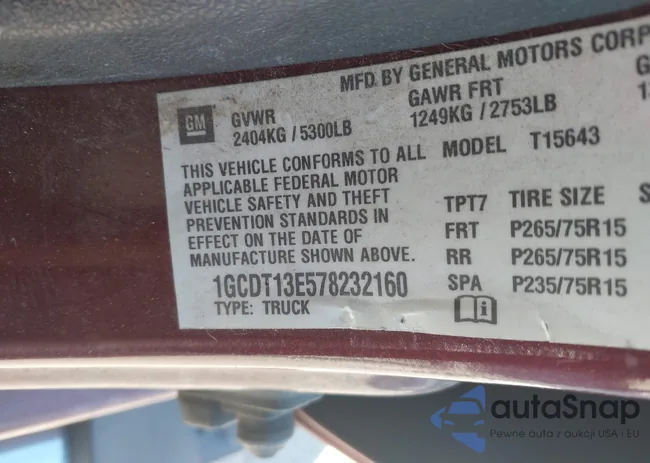 MFD BY GENERAL MOTORS CORP
GM
GVWR
2404KG / 5300LB
GAWR FRT
1249KG / 2753LB
THIS VEHICLE CONFORMS TO ALL
APPLICABLE FEDERAL MOTOR
VEHICLE SAFETY AND THEFT
PREVENTION STANDARDS IN
EFFECT ON THE DATE OF
MANUFACTURE SHOWN ABOVE.
1GCDT13E578232160
TYPE: TRUCK
MODEL T15643
TPT7 TIRE SIZE S
FRT P265/75R15
RR P265/75R15
SPA P235/75R15
i
autaSnap
Pewne auta z aukcji USA i EU